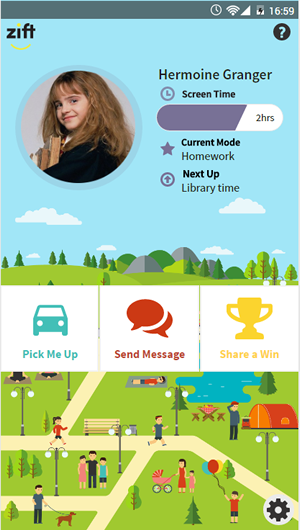 16:59
zift
?
Hermoine Granger
Screen Time
2hrs
Current Mode
Homework
Next Up
Library time
Pick Me Up
Send Message
Share a Win